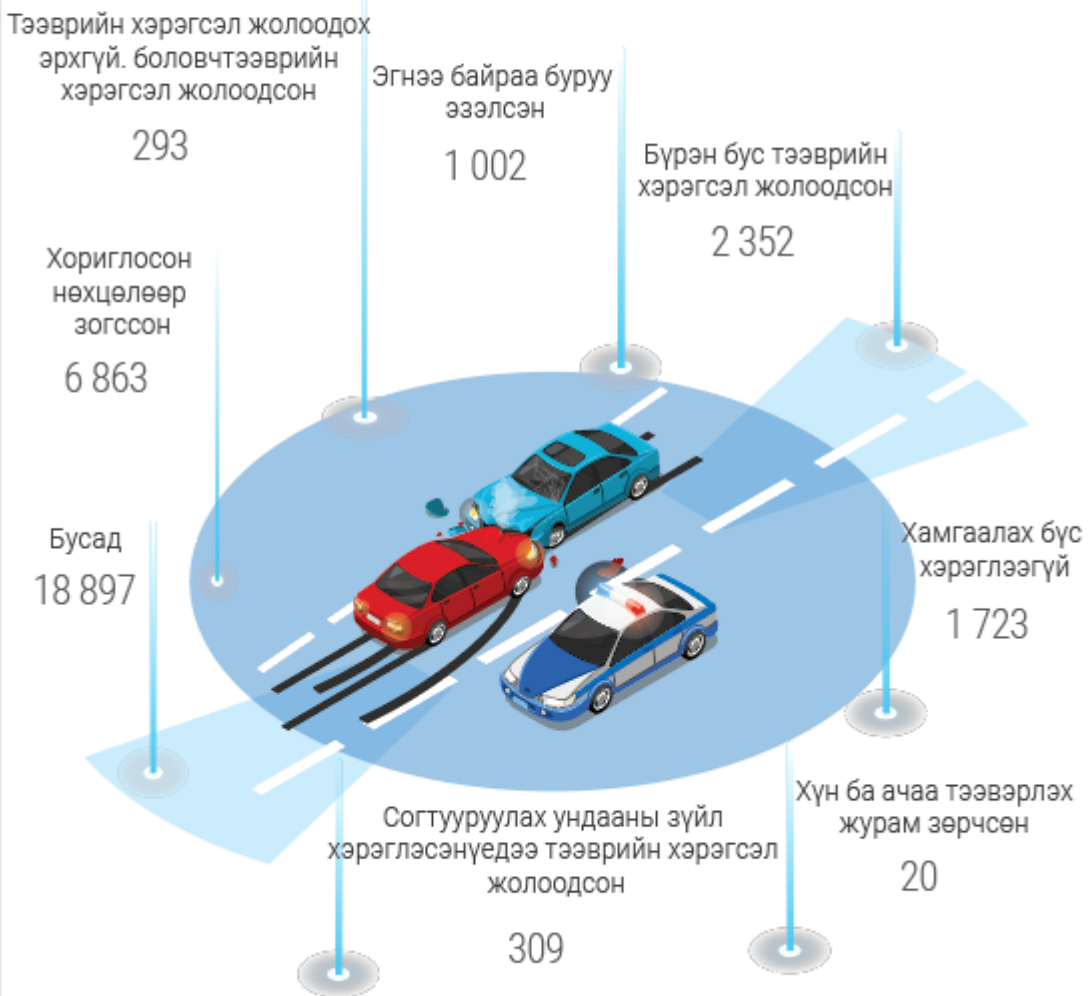 Тээврийн хэрэгсэл жолоодох
эрхгүй. боловчтээврийн
хэрэгсэл жолоодсон
293
Эгнээ байраа буруу
эзэлсэн
1 002
Бүрэн бус тээврийн
хэрэгсэл жолоодсон
2 352
Хориглосон
нөхцөлөөр
зогссон
6 863
Бусад
18 897
Хамгаалах бүс
хэрэглээгүй
1 723
Согтууруулах ундааны зүйл
хэрэглэсэнүедээ тээврийн хэрэгсэл
жолоодсон
309
Хүн ба ачаа тээвэрлэх
журам зөрчсөн
20